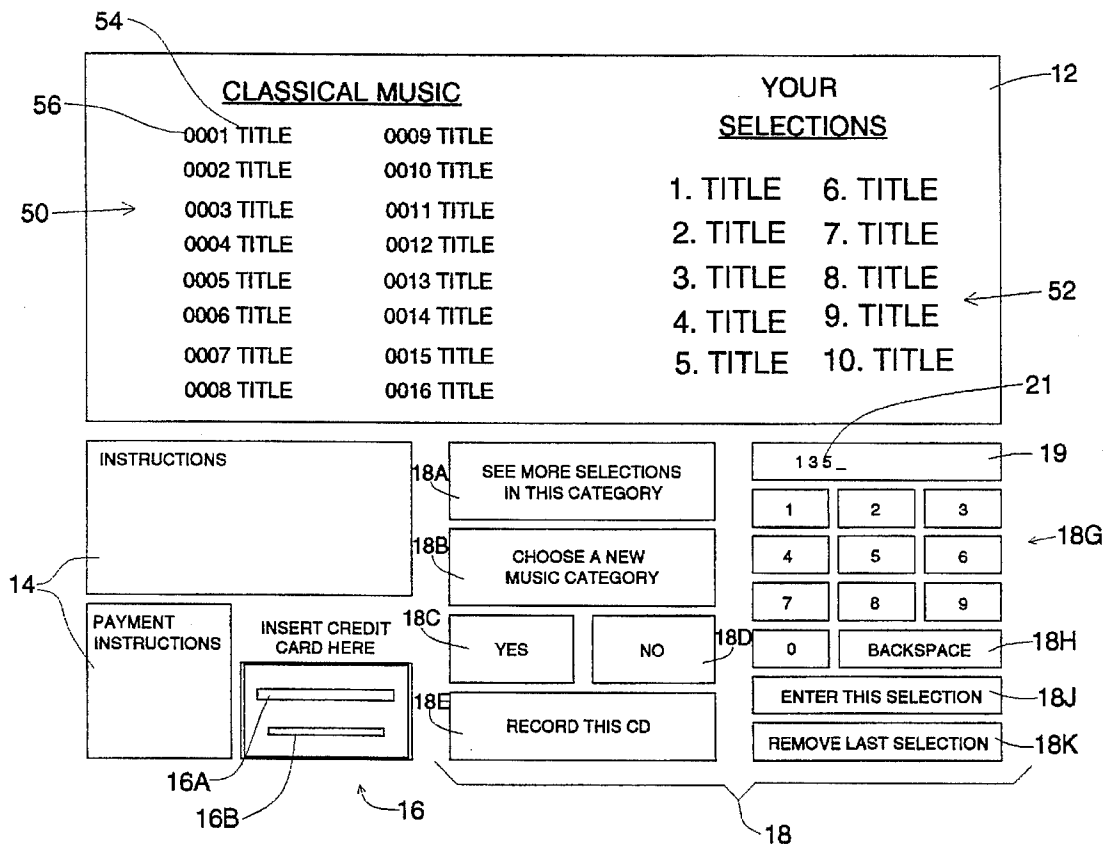 54
12
CLASSICAL MUSIC
YOUR
SELECTIONS
56
0001 TITLE 0009 TITLE
0002 TITLE 0010 TITLE
0003 TITLE 0011 TITLE
0004 TITLE 0012 TITLE
0005 TITLE 0013 TITLE
0006 TITLE 0014 TITLE
0007 TITLE 0015 TITLE
0008 TITLE 0016 TITLE
50
1. TITLE 6. TITLE
2. TITLE 7. TITLE
3. TITLE 8. TITLE
4. TITLE 9. TITLE
5. TITLE 10. TITLE
52
21
INSTRUCTIONS
14
PAYMENT
INSTRUCTIONS
INSERT CREDIT
CARD HERE
16A
16B
16
18A
SEE MORE SELECTIONS
IN THIS CATEGORY
18B
CHOOSE A NEW
MUSIC CATEGORY
18C
YES
NO
18D
18E
RECORD THIS CD
135_
19
1 2 3
4 5 6
7 8 9
18G
0 BACKSPACE
18H
ENTER THIS SELECTION
18J
REMOVE LAST SELECTION
18K
18